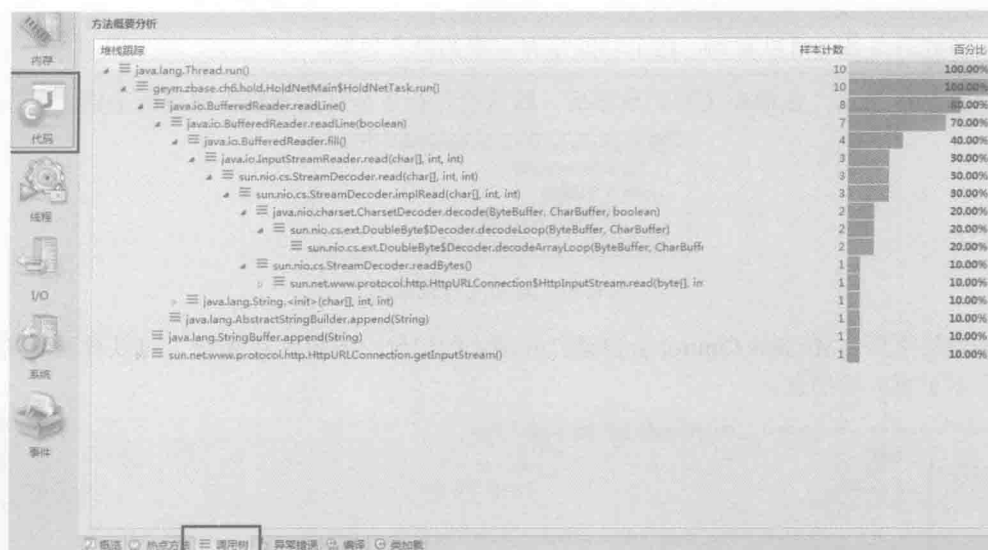 方法概要分析
堆栈跟踪 样本计数 百分比
java.lang.Thread.run() 10 100.00%
geym.zbase.ch6.hold.HoldNetMain$HoldNetTask.run() 10 100.00%
java.io.BufferedReader.readLine() 8 80.00%
java.io.BufferedReader.readLine(boolean) 7 70.00%
java.io.BufferedReader.fill() 4 40.00%
java.io.InputStreamReader.read(char[], int, int) 3 30.00%
sun.nio.cs.StreamDecoder.read(char[], int, int) 3 30.00%
sun.nio.cs.StreamDecoder.implRead(char[], int, int) 3 30.00%
java.nio.charset.CharsetDecoder.decode(ByteBuffer, CharBuffer, boolean) 2 20.00%
sun.nio.cs.ext.DoubleByte$Decoder.decodeLoop(ByteBuffer, CharBuffer) 2 20.00%
sun.nio.cs.ext.DoubleByte$Decoder.decodeArrayLoop(ByteBuffer, CharBuff 2 20.00%
sun.nio.cs.StreamDecoder.readBytes() 1 10.00%
sun.net.www.protocol.http.HttpURLConnection$HttpInputStream.read(byte[], in 1 10.00%
java.lang.String.<init>(char[], int, int) 1 10.00%
java.lang.AbstractStringBuilder.append(String) 1 10.00%
java.lang.StringBuffer.append(String) 1 10.00%
sun.net.www.protocol.http.HttpURLConnection.getInputStream() 1 10.00%
内存
代码
线程
I/O
系统
事件
概览 热点方法 调用树 异常错误 编译 类加载